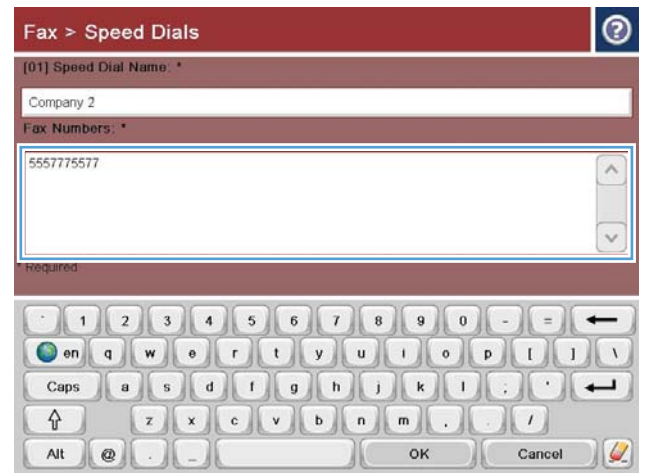 Fax > Speed Dials
?
[01] Speed Dial Name: *
Company 2
Fax Numbers: *
5557775577
* Required
` 1 2 3 4 5 6 7 8 9 0 - =
en q w e r t y u i o p [ ] \
Caps a s d f g h j k l ; '
z x c v b n m , . /
Alt @ . _ OK Cancel